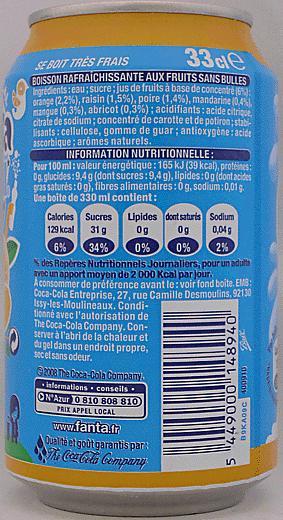 SE BOIT TRÈS FRAIS
33 cl e
BOISSON RAFRAÎCHISSANTE AUX FRUITS SANS BULLES
Ingrédients : eau ; sucre ; jus de fruits à base de concentré (6%) :
orange (2,2%), raisin (1,5%), poire (1,4%), mandarine (0,4%),
mangue (0,3%), abricot (0,3%) ; acidifiants : acide citrique,
citrate de sodium ; concentré de carotte et de potiron ; stabi-
lisants : cellulose, gomme de guar ; antioxygène : acide
ascorbique ; arômes naturels.
INFORMATION NUTRITIONNELLE :
Pour 100 ml : valeur énergétique : 165 kJ (39 kcal), protéines :
0 g, glucides : 9,4 g (dont sucres : 9,4 g), lipides : 0 g (dont acides
gras saturés : 0 g), fibres alimentaires : 0 g, sodium : 0,01 g.
Une boîte de 330 ml contient :
Calories Sucres Lipides dont saturés Sodium
129 kcal 31 g 0 g 0 g 0,04 g
6% 34% 0% 0% 2%
% des Repères Nutritionnels Journaliers, pour un adulte
avec un apport moyen de 2 000 Kcal par jour.
A consommer de préférence avant le : voir fond boîte. EMB :
Coca-Cola Entreprise, 27, rue Camille Desmoulins, 92130
Issy-les-Moulineaux. Condi-
tionné avec l'autorisation de
The Coca-Cola Company. Con-
server à l'abri de la chaleur et
du gel dans un endroit propre,
sec et sans odeur.
© 2008 The Coca-Cola Company.
• informations • conseils •
N°Azur 0 810 808 810
PRIX APPEL LOCAL
www.fanta.fr
Qualité et goût garantis par :
The Coca-Cola Company
5 449000 148940
B9KA09C